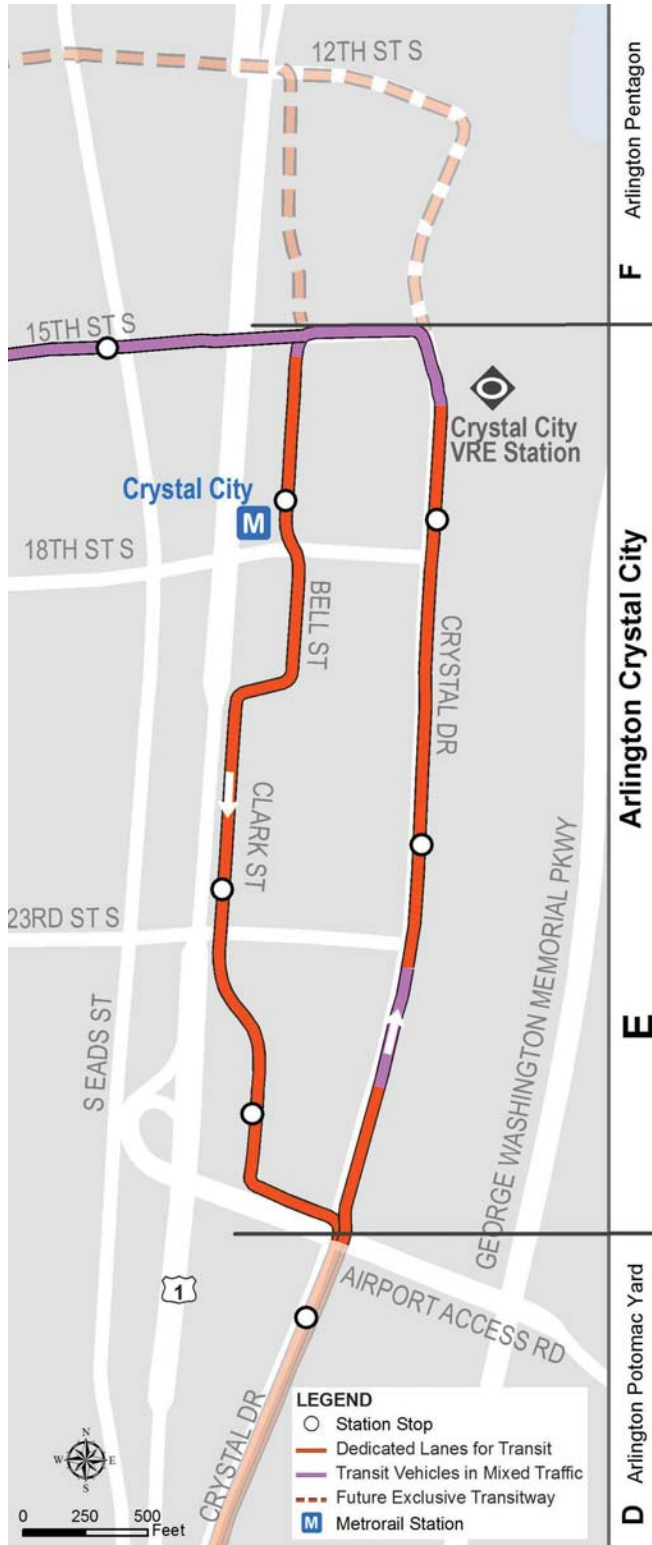 12TH ST S
Arlington Pentagon
F
15TH ST S
Crystal City
VRE Station
Crystal City
M
18TH ST S
BELL ST
CRYSTAL DR
Arlington Crystal City
CLARK ST
23RD ST S
S EADS ST
GEORGE WASHINGTON MEMORIAL PKWY
E
1
AIRPORT ACCESS RD
CRYSTAL DR
Arlington Potomac Yard
D
LEGEND
Station Stop
Dedicated Lanes for Transit
Transit Vehicles in Mixed Traffic
Future Exclusive Transitway
M Metrorail Station
N
W E
S
0 250 500
Feet